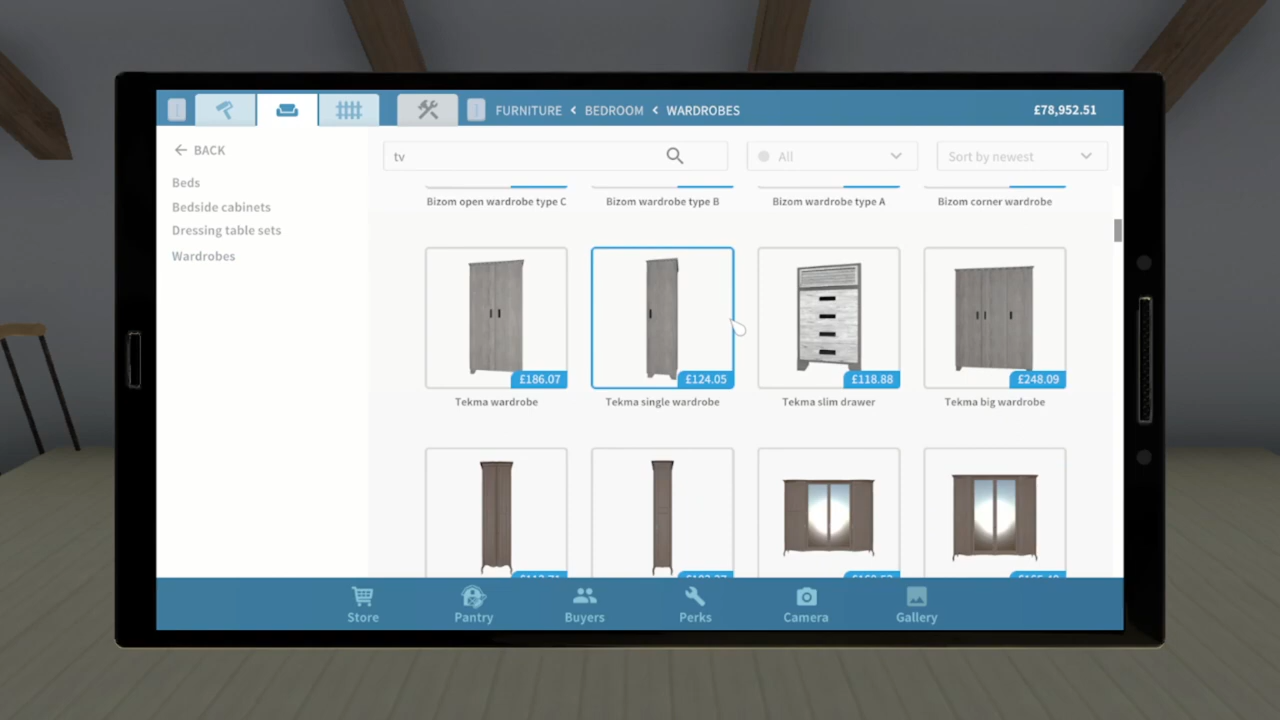 FURNITURE < BEDROOM < WARDROBES
£78,952.51
BACK
tv
All
Sort by newest
Beds
Bedside cabinets
Dressing table sets
Wardrobes
Bizom open wardrobe type C
Bizom wardrobe type B
Bizom wardrobe type A
Bizom corner wardrobe
£186.07
£124.05
£118.88
£248.09
Tekma wardrobe
Tekma single wardrobe
Tekma slim drawer
Tekma big wardrobe
Store
Pantry
Buyers
Perks
Camera
Gallery